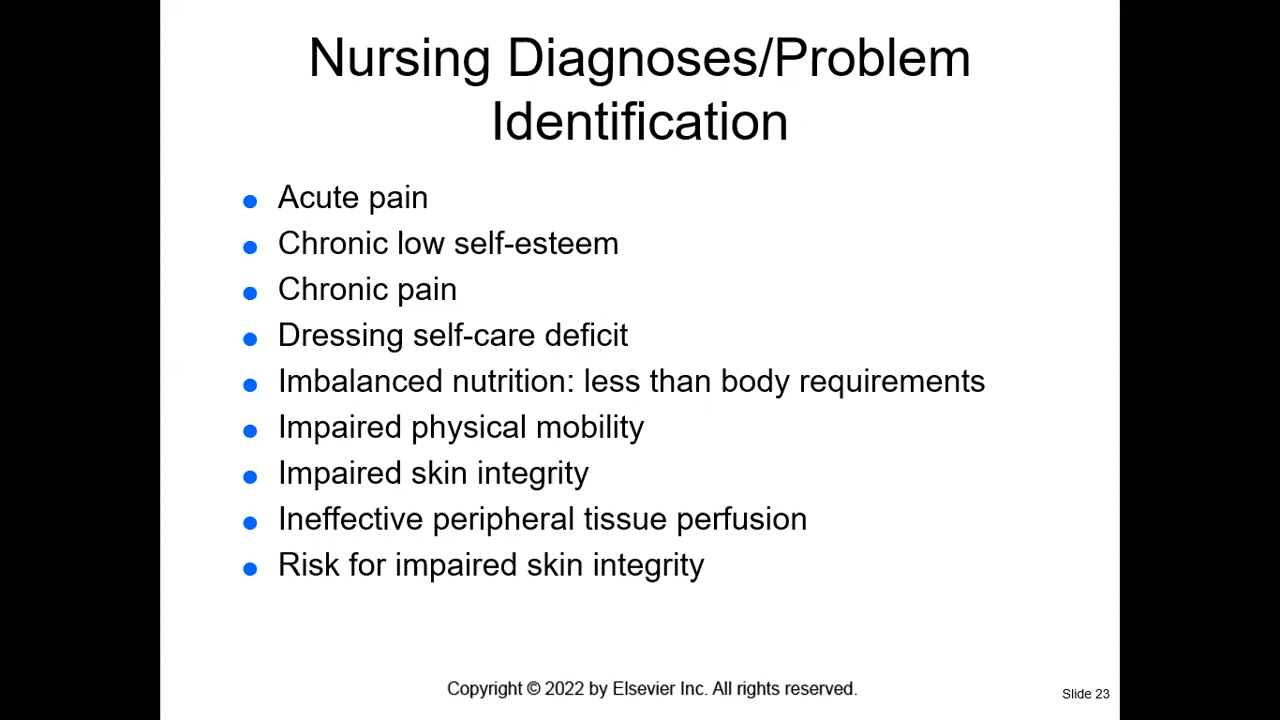 Nursing Diagnoses/Problem
Identification
• Acute pain
• Chronic low self-esteem
• Chronic pain
• Dressing self-care deficit
• Imbalanced nutrition: less than body requirements
• Impaired physical mobility
• Impaired skin integrity
• Ineffective peripheral tissue perfusion
• Risk for impaired skin integrity
Copyright © 2022 by Elsevier Inc. All rights reserved.
Slide 23